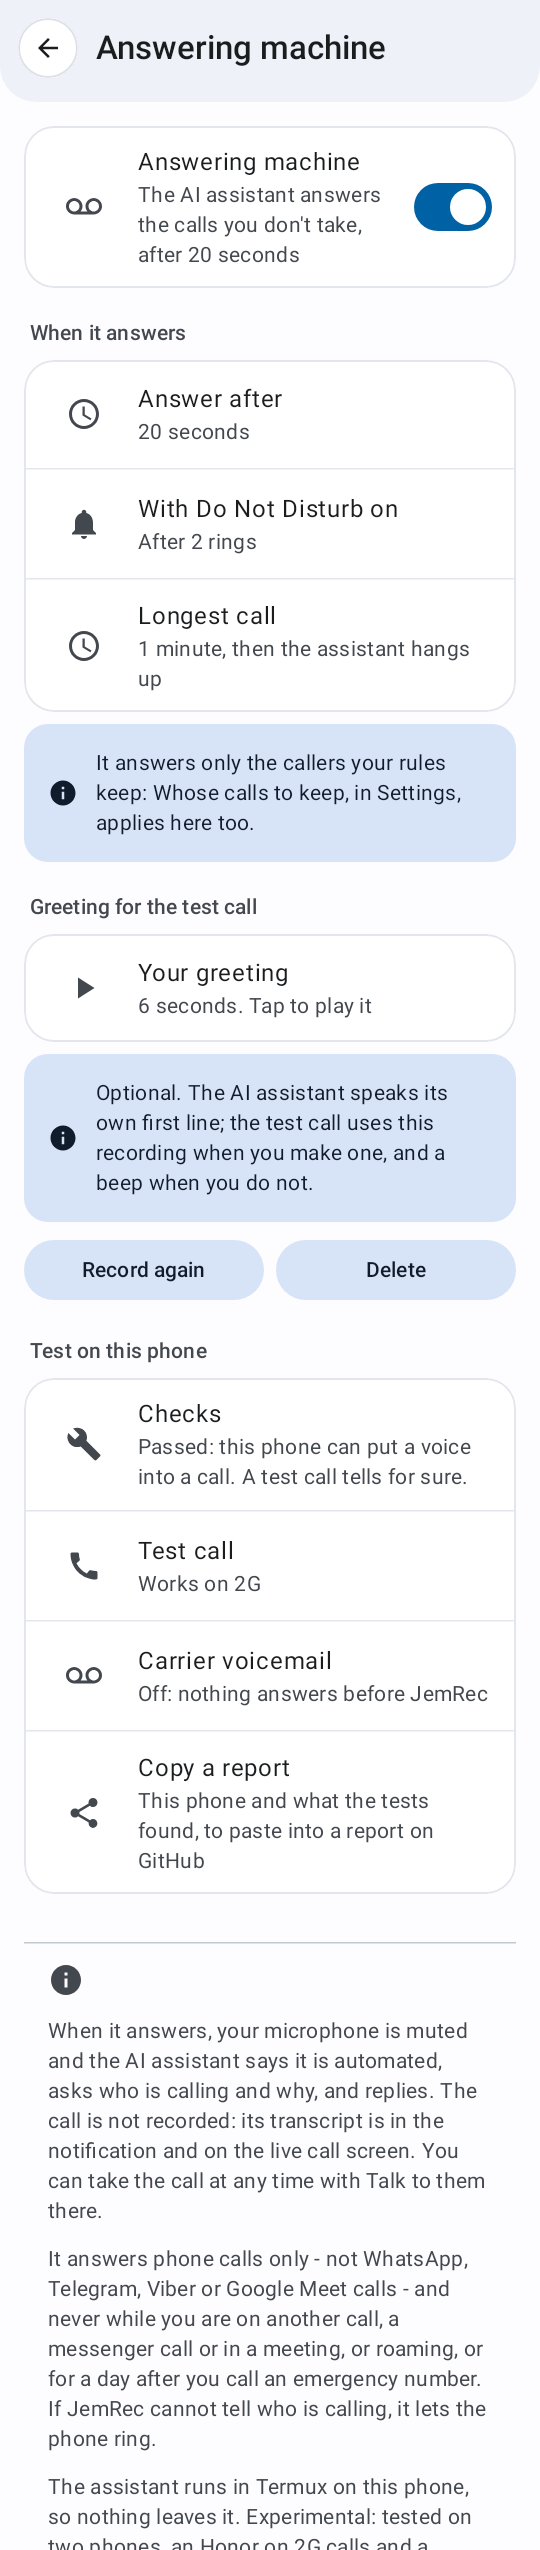 Answering machine
Answering machine
The AI assistant answers
the calls you don't take,
after 20 seconds
When it answers
Answer after
20 seconds
With Do Not Disturb on
After 2 rings
Longest call
1 minute, then the assistant hangs
up
It answers only the callers your rules
keep: Whose calls to keep, in Settings,
applies here too.
Greeting for the test call
Your greeting
6 seconds. Tap to play it
Optional. The AI assistant speaks its
own first line; the test call uses this
recording when you make one, and a
beep when you do not.
Record again
Delete
Test on this phone
Checks
Passed: this phone can put a voice
into a call. A test call tells for sure.
Test call
Works on 2G
Carrier voicemail
Off: nothing answers before JemRec
Copy a report
This phone and what the tests
found, to paste into a report on
GitHub
When it answers, your microphone is muted
and the AI assistant says it is automated,
asks who is calling and why, and replies. The
call is not recorded: its transcript is in the
notification and on the live call screen. You
can take the call at any time with Talk to them
there.
It answers phone calls only - not WhatsApp,
Telegram, Viber or Google Meet calls - and
never while you are on another call, a
messenger call or in a meeting, or roaming, or
for a day after you call an emergency number.
If JemRec cannot tell who is calling, it lets the
phone ring.
The assistant runs in Termux on this phone,
so nothing leaves it. Experimental: tested on
two phones, an Honor on 2G calls and a